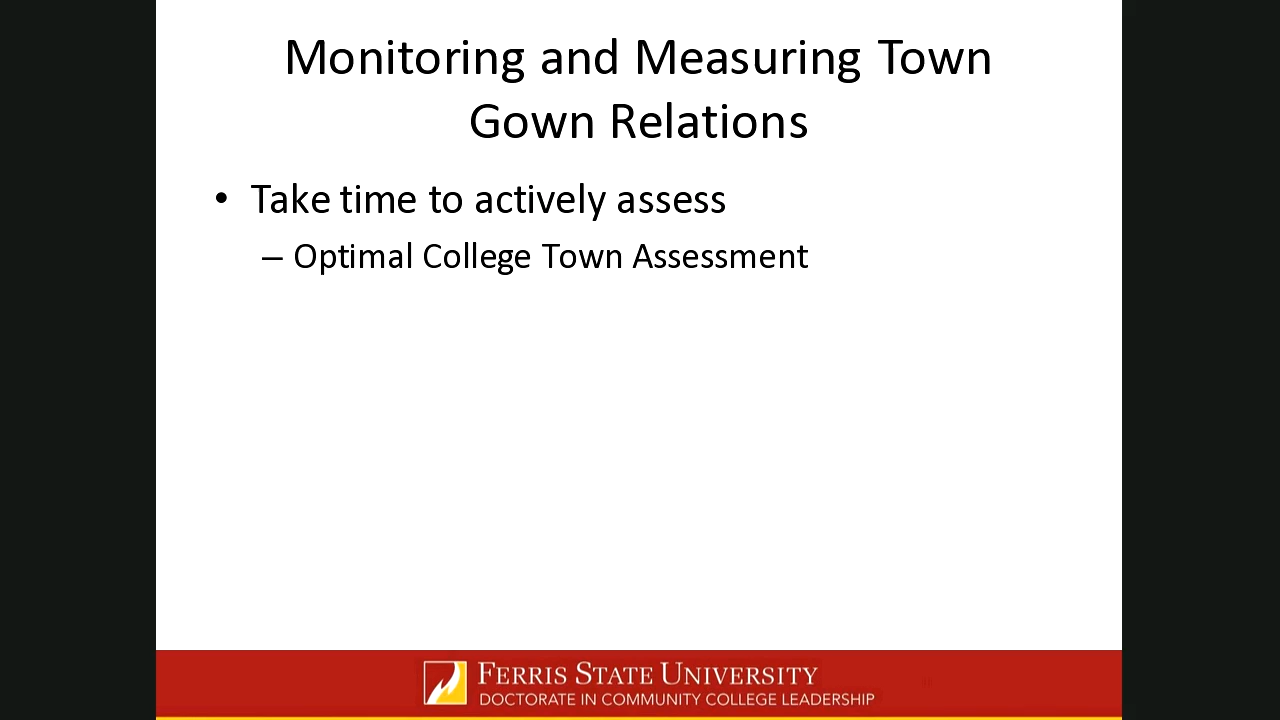 Monitoring and Measuring Town
Gown Relations
• Take time to actively assess
– Optimal College Town Assessment
FERRIS STATE UNIVERSITY
DOCTORATE IN COMMUNITY COLLEGE LEADERSHIP